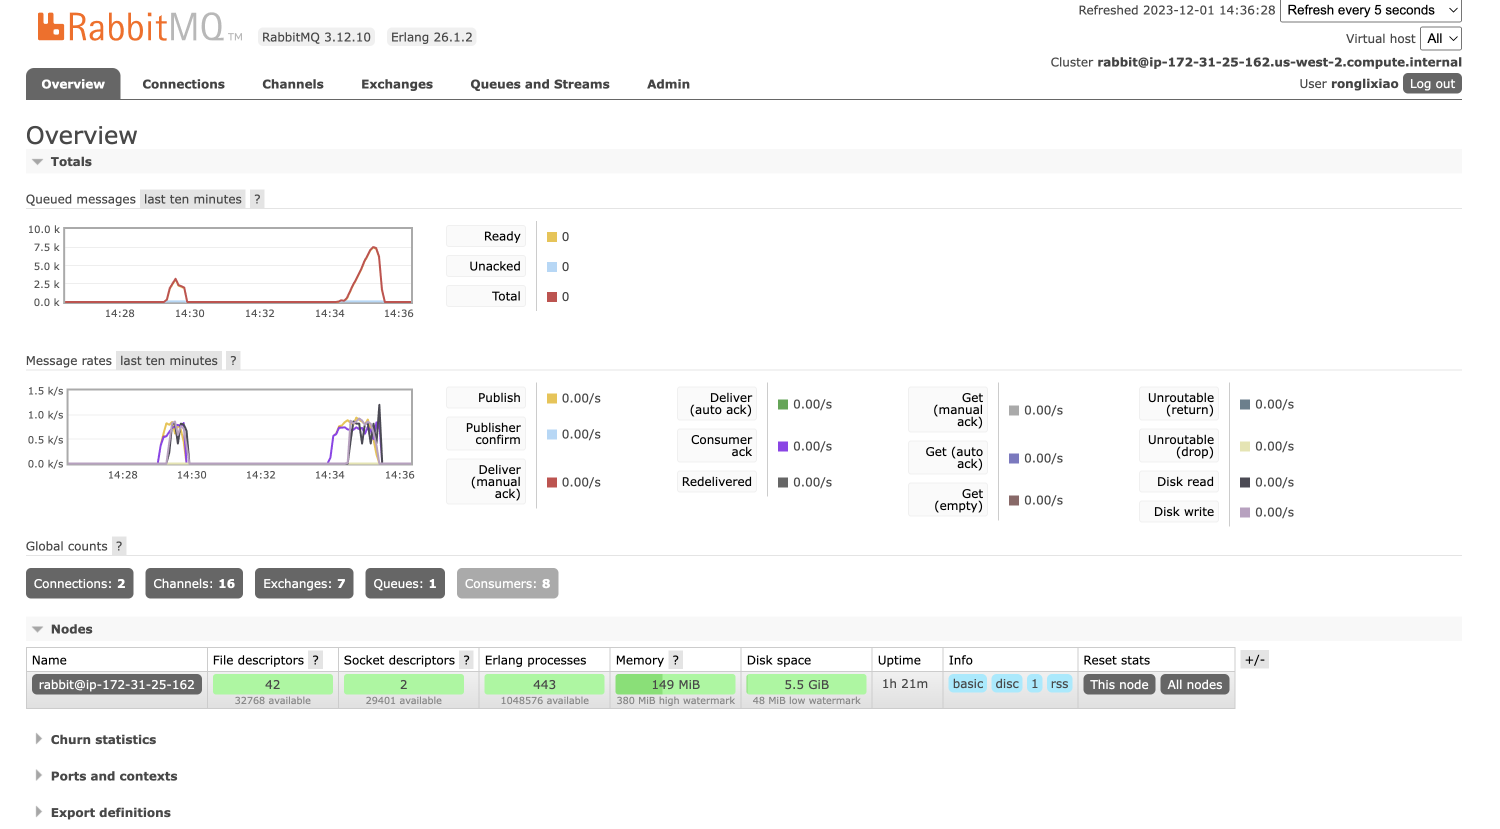 Refreshed 2023-12-01 14:36:28 Refresh every 5 seconds
RabbitMQ TM RabbitMQ 3.12.10 Erlang 26.1.2
Virtual host All
Cluster rabbit@ip-172-31-25-162.us-west-2.compute.internal
Overview Connections Channels Exchanges Queues and Streams Admin
User ronglixiao Log out
Overview
Totals
Queued messages last ten minutes ?
10.0 k
7.5 k
5.0 k
2.5 k
0.0 k
14:28 14:30 14:32 14:34 14:36
Ready 0
Unacked 0
Total 0
Message rates last ten minutes ?
1.5 k/s
1.0 k/s
0.5 k/s
0.0 k/s
14:28 14:30 14:32 14:34 14:36
Publish 0.00/s
Publisher
confirm 0.00/s
Deliver
(manual
ack) 0.00/s
Deliver
(auto ack) 0.00/s
Consumer
ack 0.00/s
Redelivered 0.00/s
Get
(manual
ack) 0.00/s
Get (auto
ack) 0.00/s
Get
(empty) 0.00/s
Unroutable
(return) 0.00/s
Unroutable
(drop) 0.00/s
Disk read 0.00/s
Disk write 0.00/s
Global counts ?
Connections: 2 Channels: 16 Exchanges: 7 Queues: 1 Consumers: 8
Nodes
Name File descriptors ? Socket descriptors ? Erlang processes Memory ? Disk space Uptime Info Reset stats +/-
rabbit@ip-172-31-25-162 42 2 443 149 MiB 5.5 GiB 1h 21m basic disc 1 rss This node All nodes
32768 available 29401 available 1048576 available 380 MiB high watermark 48 MiB low watermark
Churn statistics
Ports and contexts
Export definitions